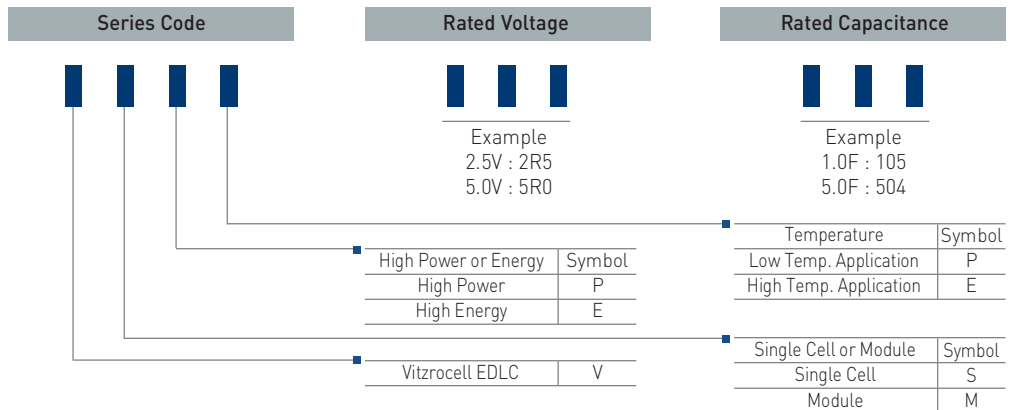 Series Code Rated Voltage Rated Capacitance
Example Example
2.5V : 2R5 1.0F : 105
5.0V : 5R0 5.0F : 504
Temperature Symbol
Low Temp. Application P
High Temp. Application E
High Power or Energy Symbol
High Power P
High Energy E
Single Cell or Module Symbol
Single Cell S
Module M
Vitzrocell EDLC V